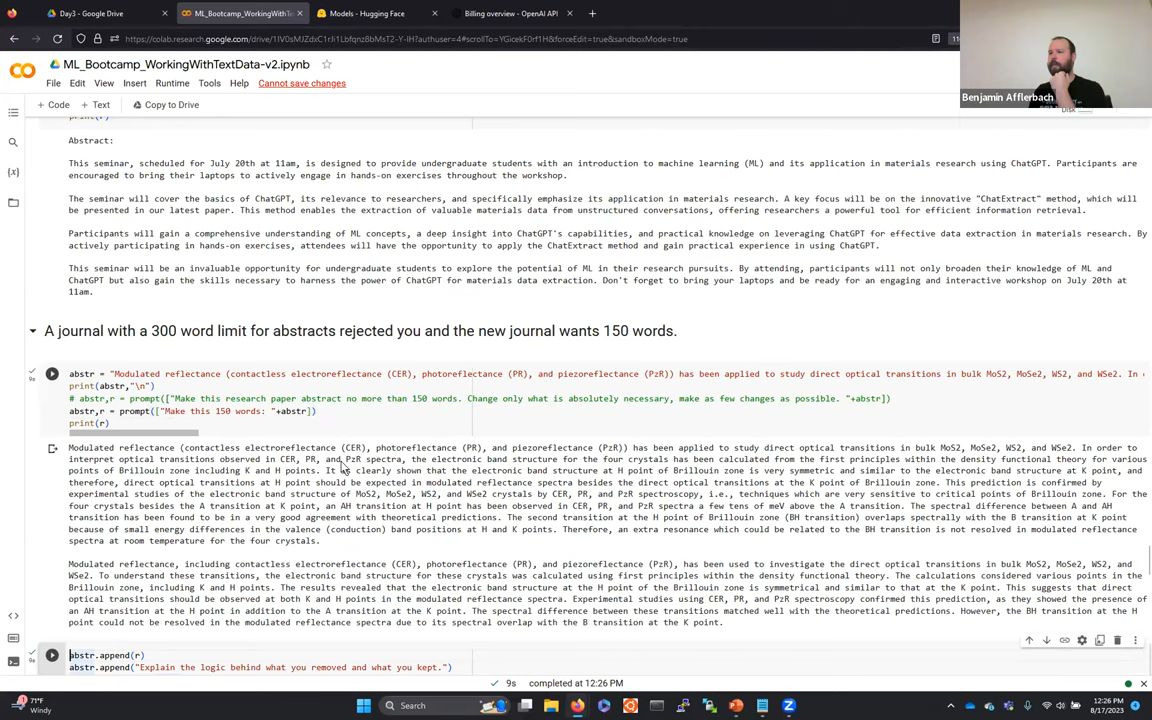 Day3 - Google Drive
ML_Bootcamp_WorkingWithText
Models - Hugging Face
Billing overview - OpenAI API
https://colab.research.google.com/drive/
ML_Bootcamp_WorkingWithTextData-v2.ipynb
File Edit View Insert Runtime Tools Help Cannot save changes
+ Code + Text Copy to Drive
Disk
Benjamin Afflerbach
print(r)
Abstract:
This seminar, scheduled for July 20th at 11am, is designed to provide undergraduate students with an introduction to machine learning (ML) and its application in materials research using ChatGPT. Participants are
encouraged to bring their laptops to actively engage in hands-on exercises throughout the workshop.
The seminar will cover the basics of ChatGPT, its relevance to researchers, and specifically emphasize its application in materials research. A key focus will be on the innovative "ChatExtract" method, which will
be presented in our latest paper. This method enables the extraction of valuable materials data from unstructured conversations, offering researchers a powerful tool for efficient information retrieval.
Participants will gain a comprehensive understanding of ML concepts, a deep insight into ChatGPT's capabilities, and practical knowledge on leveraging ChatGPT for effective data extraction in materials research. By
actively participating in hands-on exercises, attendees will have the opportunity to apply the ChatExtract method and gain practical experience in using ChatGPT.
This seminar will be an invaluable opportunity for undergraduate students to explore the potential of ML in their research pursuits. By attending, participants will not only broaden their knowledge of ML and
ChatGPT but also gain the skills necessary to harness the power of ChatGPT for materials data extraction. Don't forget to bring your laptops and be ready for an engaging and interactive workshop on July 20th at
11am.
A journal with a 300 word limit for abstracts rejected you and the new journal wants 150 words.
9s
abstr = "Modulated reflectance (contactless electroreflectance (CER), photoreflectance (PR), and piezoreflectance (PzR)) has been applied to study direct optical transitions in bulk MoS2, MoSe2, WS2, and WSe2. In
print(abstr,"\n")
# abstr,r = prompt(["Make this research paper abstract no more than 150 words. Change only what is absolutely necessary, make as few changes as possible. "+abstr])
abstr,r = prompt(["Make this 150 words: "+abstr])
print(r)
Modulated reflectance (contactless electroreflectance (CER), photoreflectance (PR), and piezoreflectance (PzR)) has been applied to study direct optical transitions in bulk MoS2, MoSe2, WS2, and WSe2. In order to
interpret optical transitions observed in CER, PR, and PzR spectra, the electronic band structure for the four crystals has been calculated from the first principles within the density functional theory for various
points of Brillouin zone including K and H points. It is clearly shown that the electronic band structure at H point of Brillouin zone is very symmetric and similar to the electronic band structure at K point, and
therefore, direct optical transitions at H point should be expected in modulated reflectance spectra besides the direct optical transitions at the K point of Brillouin zone. This prediction is confirmed by
experimental studies of the electronic band structure of MoS2, MoSe2, WS2, and WSe2 crystals by CER, PR, and PzR spectroscopy, i.e., techniques which are very sensitive to critical points of Brillouin zone. For the
four crystals besides the A transition at K point, an AH transition at H point has been observed in CER, PR, and PzR spectra a few tens of meV above the A transition. The spectral difference between A and AH
transition has been found to be in a very good agreement with theoretical predictions. The second transition at the H point of Brillouin zone (BH transition) overlaps spectrally with the B transition at K point
because of small energy differences in the valence (conduction) band positions at H and K points. Therefore, an extra resonance which could be related to the BH transition is not resolved in modulated reflectance
spectra at room temperature for the four crystals.
Modulated reflectance, including contactless electroreflectance (CER), photoreflectance (PR), and piezoreflectance (PzR), has been used to investigate the direct optical transitions in bulk MoS2, MoSe2, WS2, and
WSe2. To understand these transitions, the electronic band structure for these crystals was calculated using first principles within the density functional theory. The calculations considered various points in the
Brillouin zone, including K and H points. The results revealed that the electronic band structure at the H point of the Brillouin zone is symmetrical and similar to that at the K point. This suggests that direct
optical transitions should be observed at both K and H points in the modulated reflectance spectra. Experimental studies using CER, PR, and PzR spectroscopy confirmed this prediction, as they showed the presence of
an AH transition at the H point in addition to the A transition at the K point. The spectral difference between these transitions matched well with the theoretical predictions. However, the BH transition at the H
point could not be resolved in the modulated reflectance spectra due to its spectral overlap with the B transition at the K point.
9s
abstr.append(r)
abstr.append("Explain the logic behind what you removed and what you kept.")
9s completed at 12:26 PM
71°F
Windy
Search
12:26 PM
8/17/2023